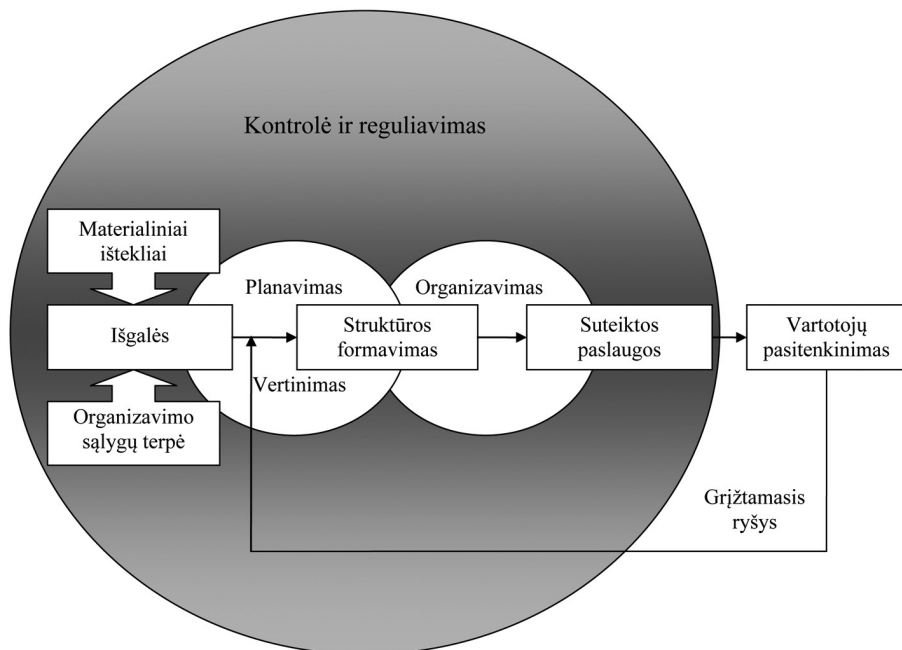 Kontrolė ir reguliavimas
Materialiniai
ištekliai
Planavimas
Organizavimas
Išgalės
Struktūros
formavimas
Suteiktos
paslaugos
Vartotojų
pasitenkinimas
Vertinimas
Organizavimo
sąlygų terpė
Grįžtamasis
ryšys